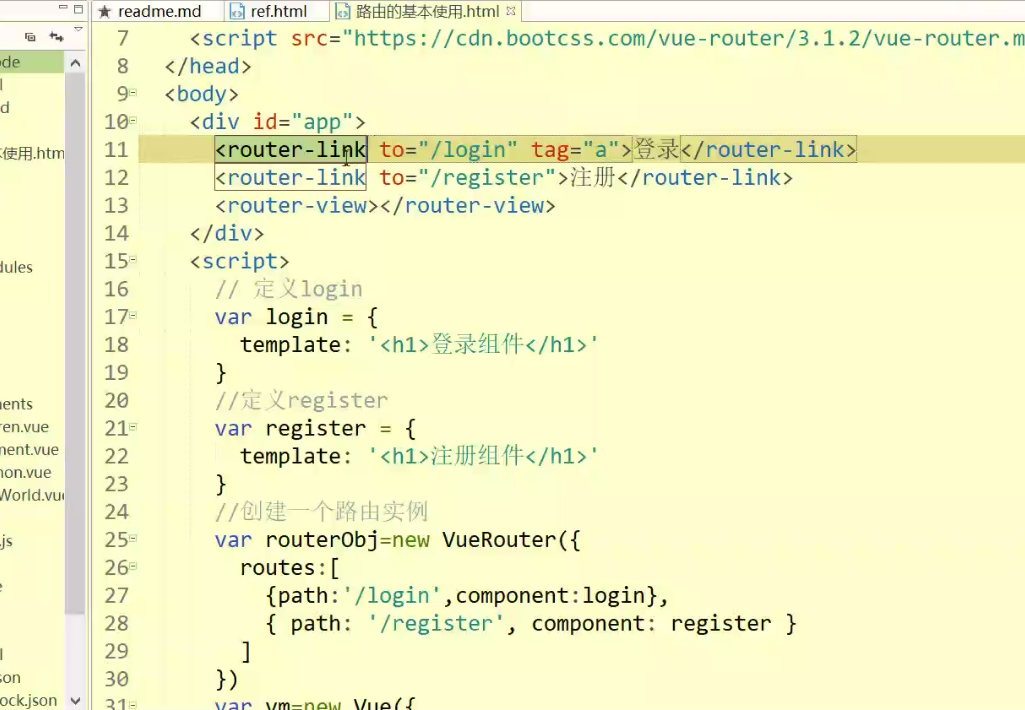 readme.md ref.html 路由的基本使用.html
7 <script src="https://cdn.bootcss.com/vue-router/3.1.2/vue-router.m
8 </head>
9 <body>
10 <div id="app">
11 <router-link to="/login" tag="a">登录</router-link>
12 <router-link to="/register">注册</router-link>
13 <router-view></router-view>
14 </div>
15 <script>
16 // 定义login
17 var login = {
18 template: '<h1>登录组件</h1>'
19 }
20 //定义register
21 var register = {
22 template: '<h1>注册组件</h1>'
23 }
24 //创建一个路由实例
25 var routerObj=new VueRouter({
26 routes:[
27 {path:'/login',component:login},
28 { path: '/register', component: register }
29 ]
30 })
31 var vm=new Vue({
ode
l
d
使用.htm
dules
ents
ren.vue
nent.vue
non.vue
World.vue
.js
l
son
ock.json